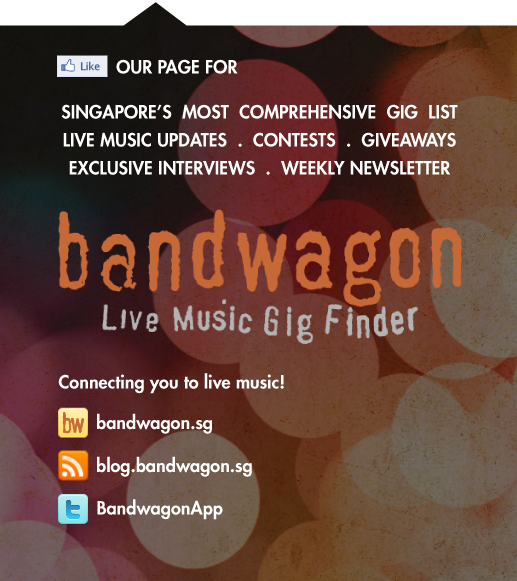 Like OUR PAGE FOR
SINGAPORE'S MOST COMPREHENSIVE GIG LIST
LIVE MUSIC UPDATES . CONTESTS . GIVEAWAYS
EXCLUSIVE INTERVIEWS . WEEKLY NEWSLETTER
bandwagon
Live Music Gig Finder
Connecting you to live music!
bw bandwagon.sg
blog.bandwagon.sg
t BandwagonApp